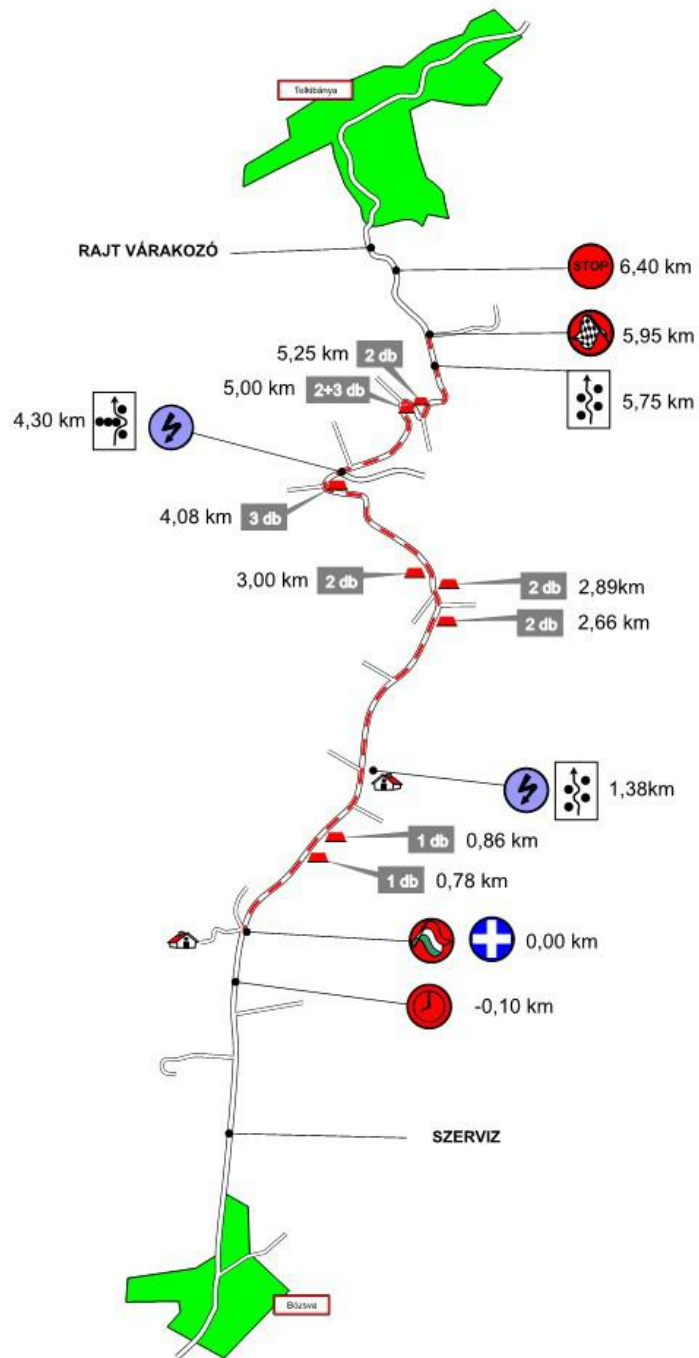 Telkibánya
RAJT VÁRAKOZÓ
STOP 6,40 km
5,95 km
5,25 km 2 db
5,00 km 2+3 db
5,75 km
4,30 km
4,08 km 3 db
3,00 km 2 db
2 db 2,89km
2 db 2,66 km
1,38km
1 db 0,86 km
1 db 0,78 km
0,00 km
-0,10 km
SZERVIZ
Bózsva